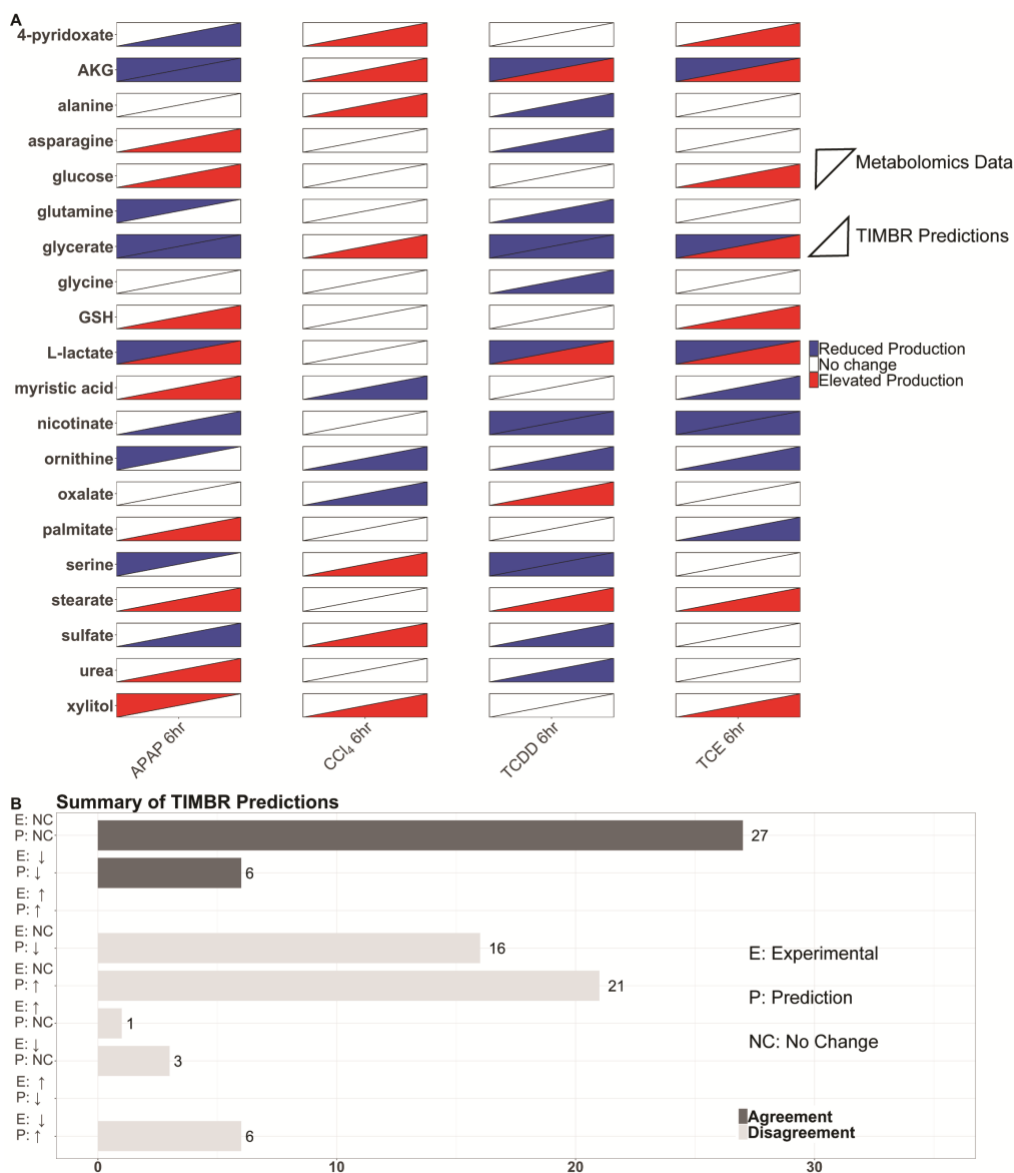 A
4-pyridoxate
AKG
alanine
asparagine
glucose
glutamine
glycerate
glycine
GSH
L-lactate
myristic acid
nicotinate
ornithine
oxalate
palmitate
serine
stearate
sulfate
urea
xylitol
APAP 6hr
CCl₄ 6hr
TCDD 6hr
TCE 6hr
Metabolomics Data
TIMBR Predictions
Reduced Production
No change
Elevated Production
B Summary of TIMBR Predictions
E: NC
P: NC
27
E: ↓
P: ↓
6
E: ↑
P: ↑
E: NC
P: ↓
16
E: NC
P: ↑
21
E: ↑
P: NC
1
E: ↓
P: NC
3
E: ↑
P: ↓
E: ↓
P: ↑
6
E: Experimental
P: Prediction
NC: No Change
Agreement
Disagreement
0 10 20 30